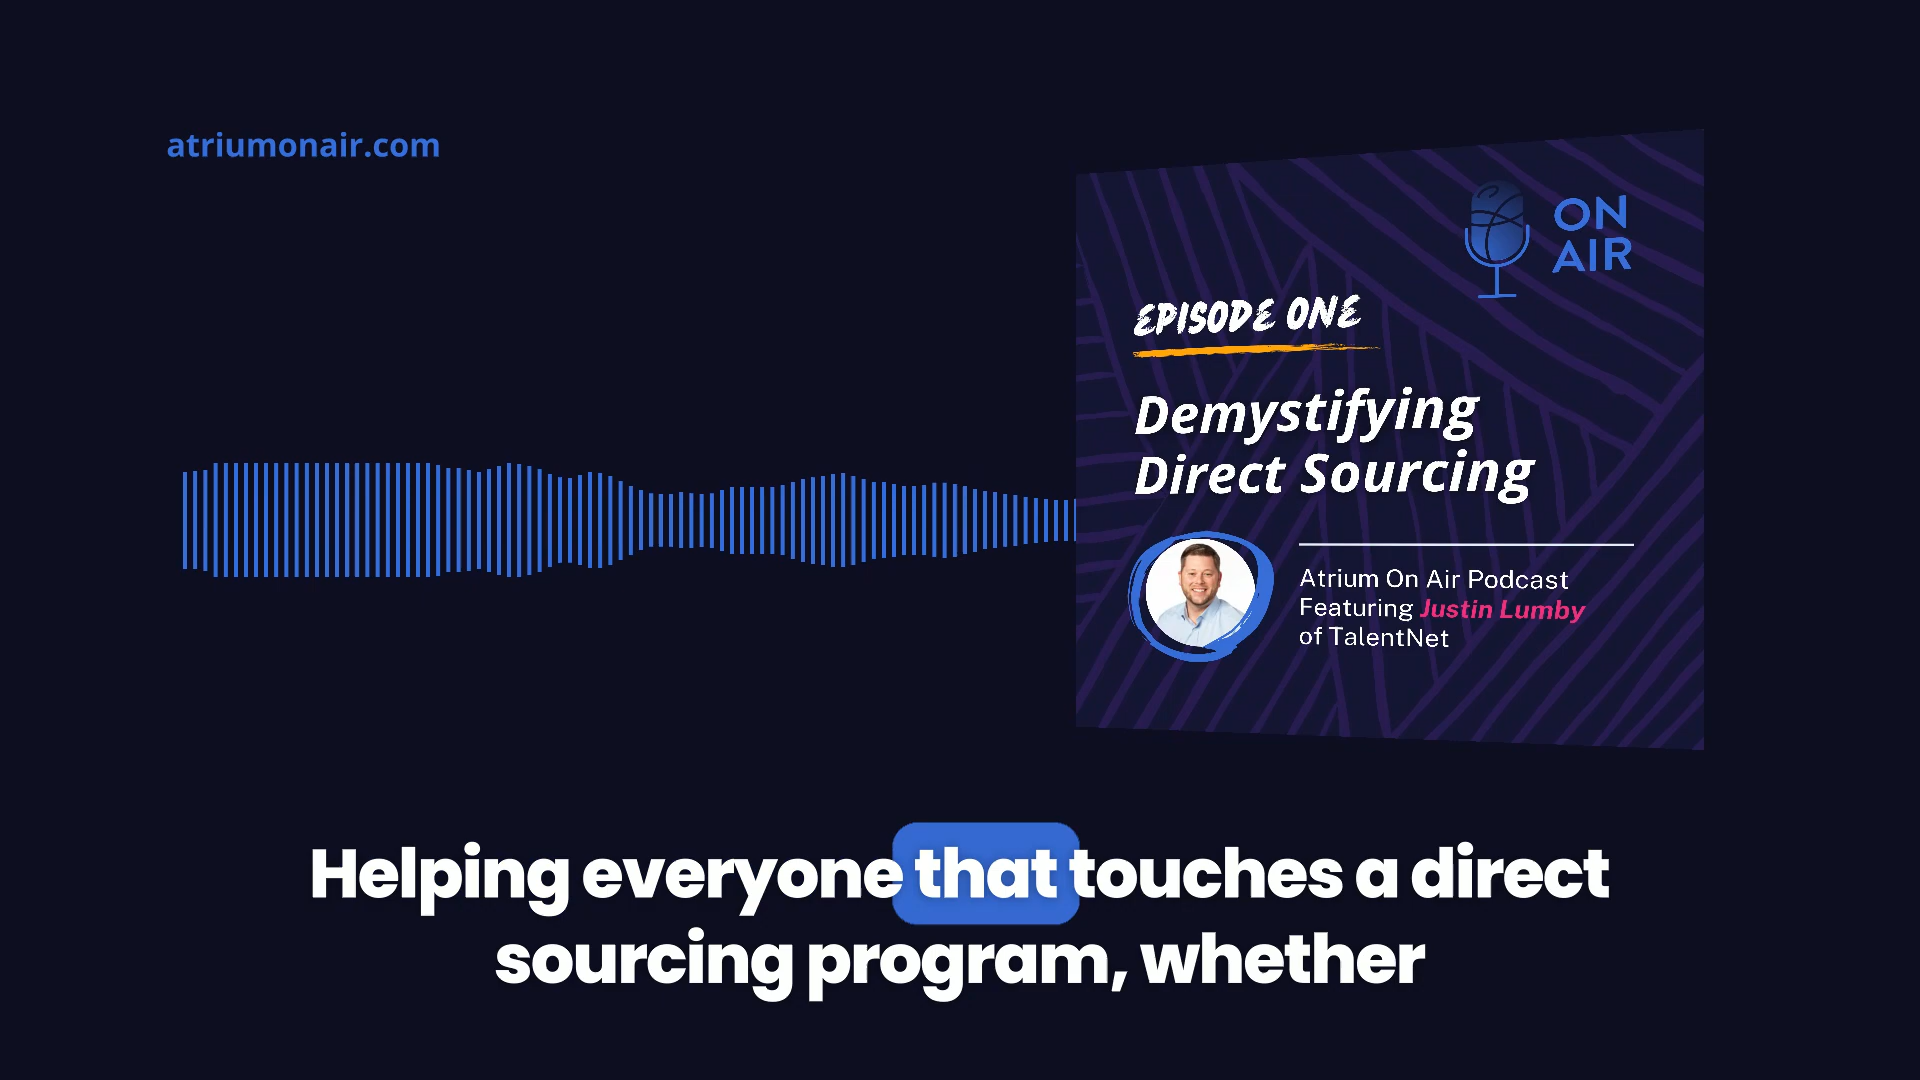 atriumonair.com
ON
AIR
EPISODE ONE
Demystifying
Direct Sourcing
Atrium On Air Podcast
Featuring Justin Lumby
of TalentNet
Helping everyone that touches a direct
sourcing program, whether